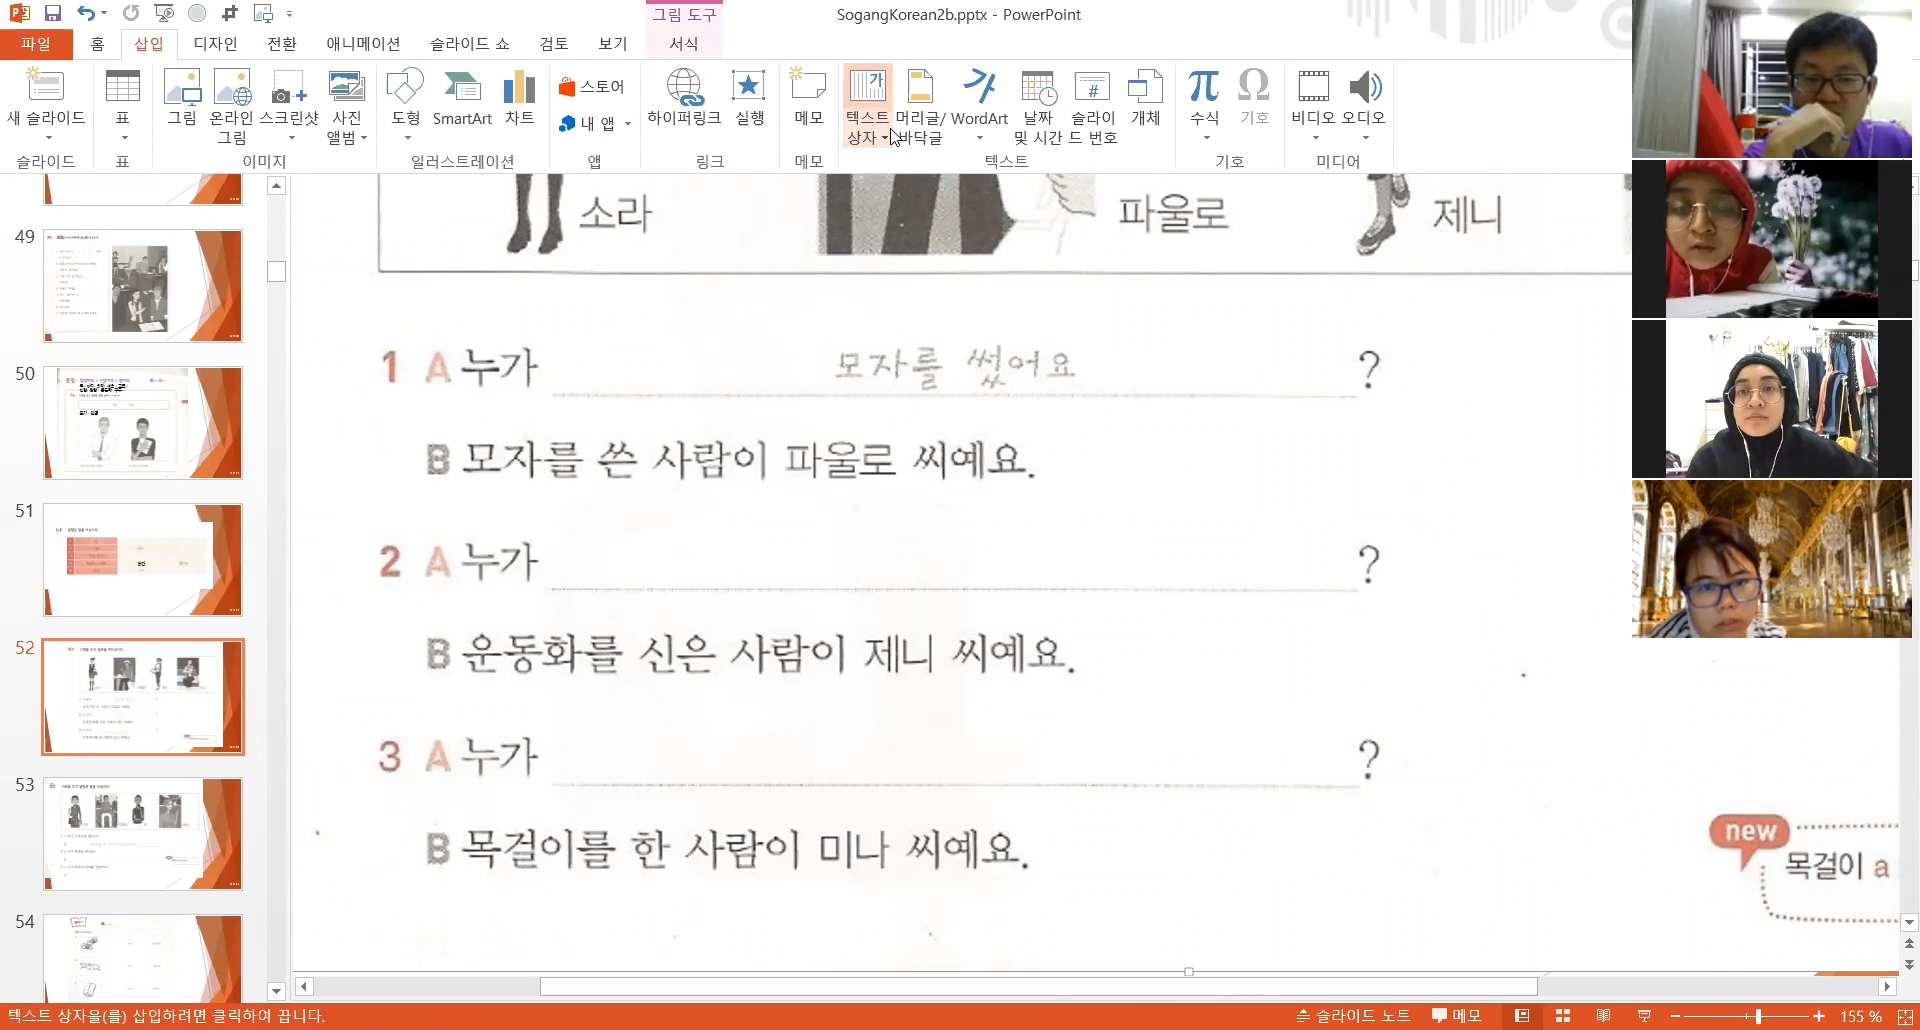 SogangKorean2b.pptx - PowerPoint
그림 도구
파일 홈 삽입 디자인 전환 애니메이션 슬라이드 쇼 검토 보기 서식
새 슬라이드
표
그림
온라인 그림
스크린샷
사진 앨범
도형
SmartArt
차트
스토어
내 앱
하이퍼링크
실행
메모
텍스트 상자
머리글/바닥글
WordArt
날짜 및 시간
슬라이드 번호
개체
수식
기호
비디오
오디오
슬라이드 표 이미지 일러스트레이션 앱 링크 메모 텍스트 기호 미디어
49
50
51
52
53
54
소라 파울로 제니
1 A 누가 모자를 썼어요 ?
B 모자를 쓴 사람이 파울로 씨예요.
2 A 누가 ?
B 운동화를 신은 사람이 제니 씨예요.
3 A 누가 ?
B 목걸이를 한 사람이 미나 씨예요.
new
목걸이 a
텍스트 상자을(를) 삽입하려면 클릭하여 끕니다.
슬라이드 노트 메모 155 %